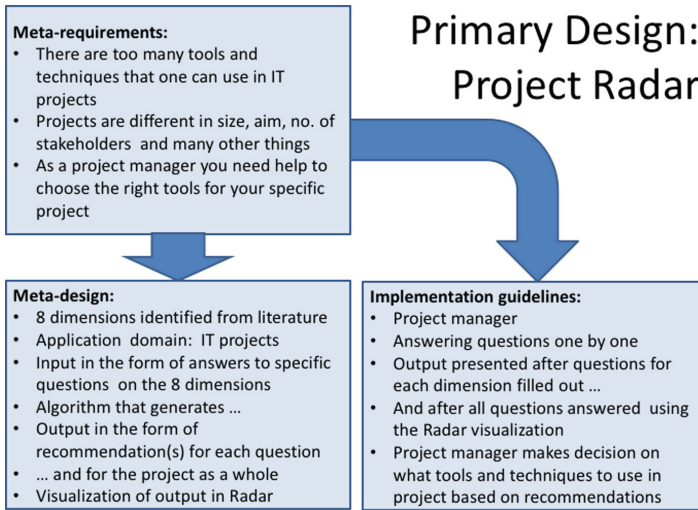 Primary Design:
Project Radar
Meta-requirements:
• There are too many tools and
techniques that one can use in IT
projects
• Projects are different in size, aim, no. of
stakeholders and many other things
• As a project manager you need help to
choose the right tools for your specific
project
Meta-design:
• 8 dimensions identified from literature
• Application domain: IT projects
• Input in the form of answers to specific
questions on the 8 dimensions
• Algorithm that generates …
• Output in the form of
recommendation(s) for each question
• … and for the project as a whole
• Visualization of output in Radar
Implementation guidelines:
• Project manager
• Answering questions one by one
• Output presented after questions for
each dimension filled out …
• And after all questions answered using
the Radar visualization
• Project manager makes decision on
what tools and techniques to use in
project based on recommendations